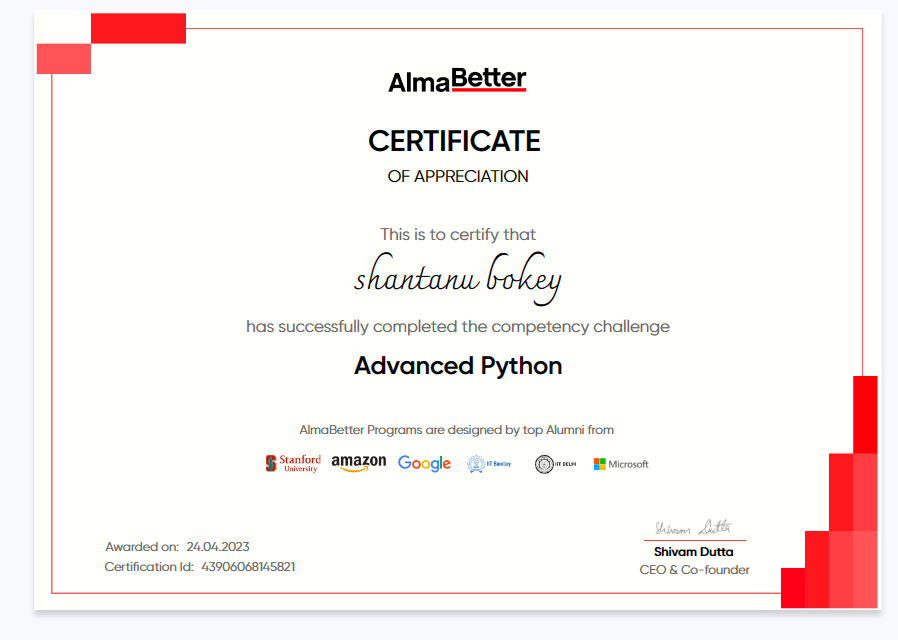 AlmaBetter
CERTIFICATE
OF APPRECIATION
This is to certify that
shantanu bokey
has successfully completed the competency challenge
Advanced Python
AlmaBetter Programs are designed by top Alumni from
Stanford University amazon Google IIT Bombay IIT DELHI Microsoft
Shivam Dutta
Awarded on: 24.04.2023
Certification Id: 43906068145821
Shivam Dutta
CEO & Co-founder